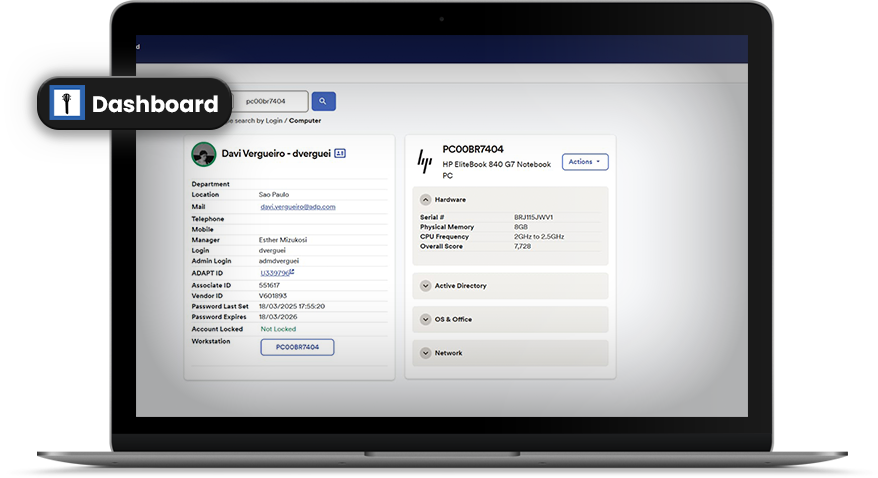 d
Dashboard
pc00br7404
search by Login / Computer
Davi Vergueiro - dverguei
Department
Location Sao Paulo
Mail davi.vergueiro@adp.com
Telephone
Mobile
Manager Esther Mizukosi
Login dverguei
Admin Login admdverguei
ADAPT ID U339796
Associate ID 551617
Vendor ID V601893
Password Last Set 18/03/2025 17:55:20
Password Expires 18/03/2026
Account Locked Not Locked
Workstation PC00BR7404
hp
PC00BR7404
HP EliteBook 840 G7 Notebook
PC
Actions
Hardware
Serial # BRJ115JWV1
Physical Memory 8GB
CPU Frequency 2GHz to 2.5GHz
Overall Score 7,728
Active Directory
OS & Office
Network